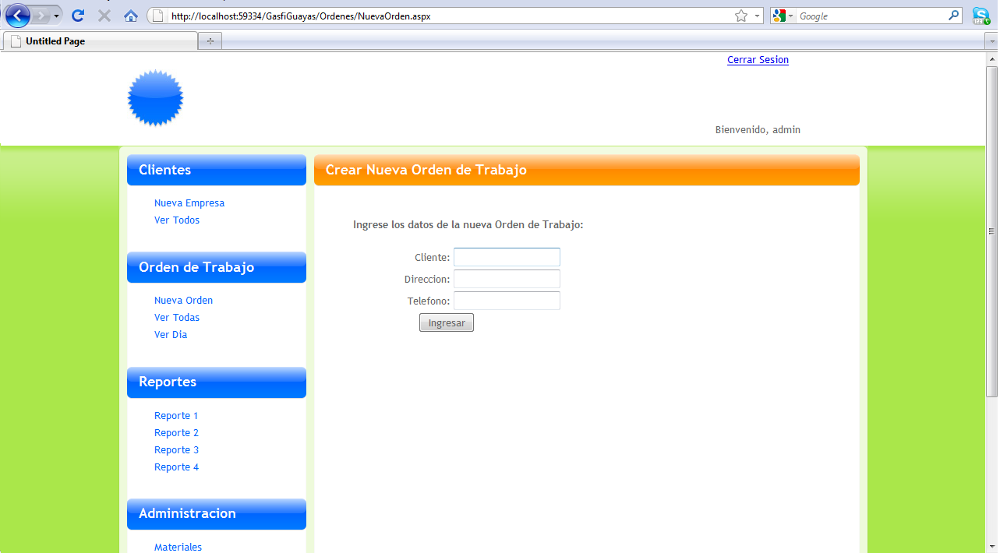 http://localhost:59334/GasfiGuayas/Ordenes/NuevaOrden.aspx
Google
Untitled Page
Cerrar Sesion
Bienvenido, admin
Clientes
Nueva Empresa
Ver Todos
Orden de Trabajo
Nueva Orden
Ver Todas
Ver Dia
Reportes
Reporte 1
Reporte 2
Reporte 3
Reporte 4
Administracion
Materiales
Crear Nueva Orden de Trabajo
Ingrese los datos de la nueva Orden de Trabajo:
Cliente:
Direccion:
Telefono:
Ingresar